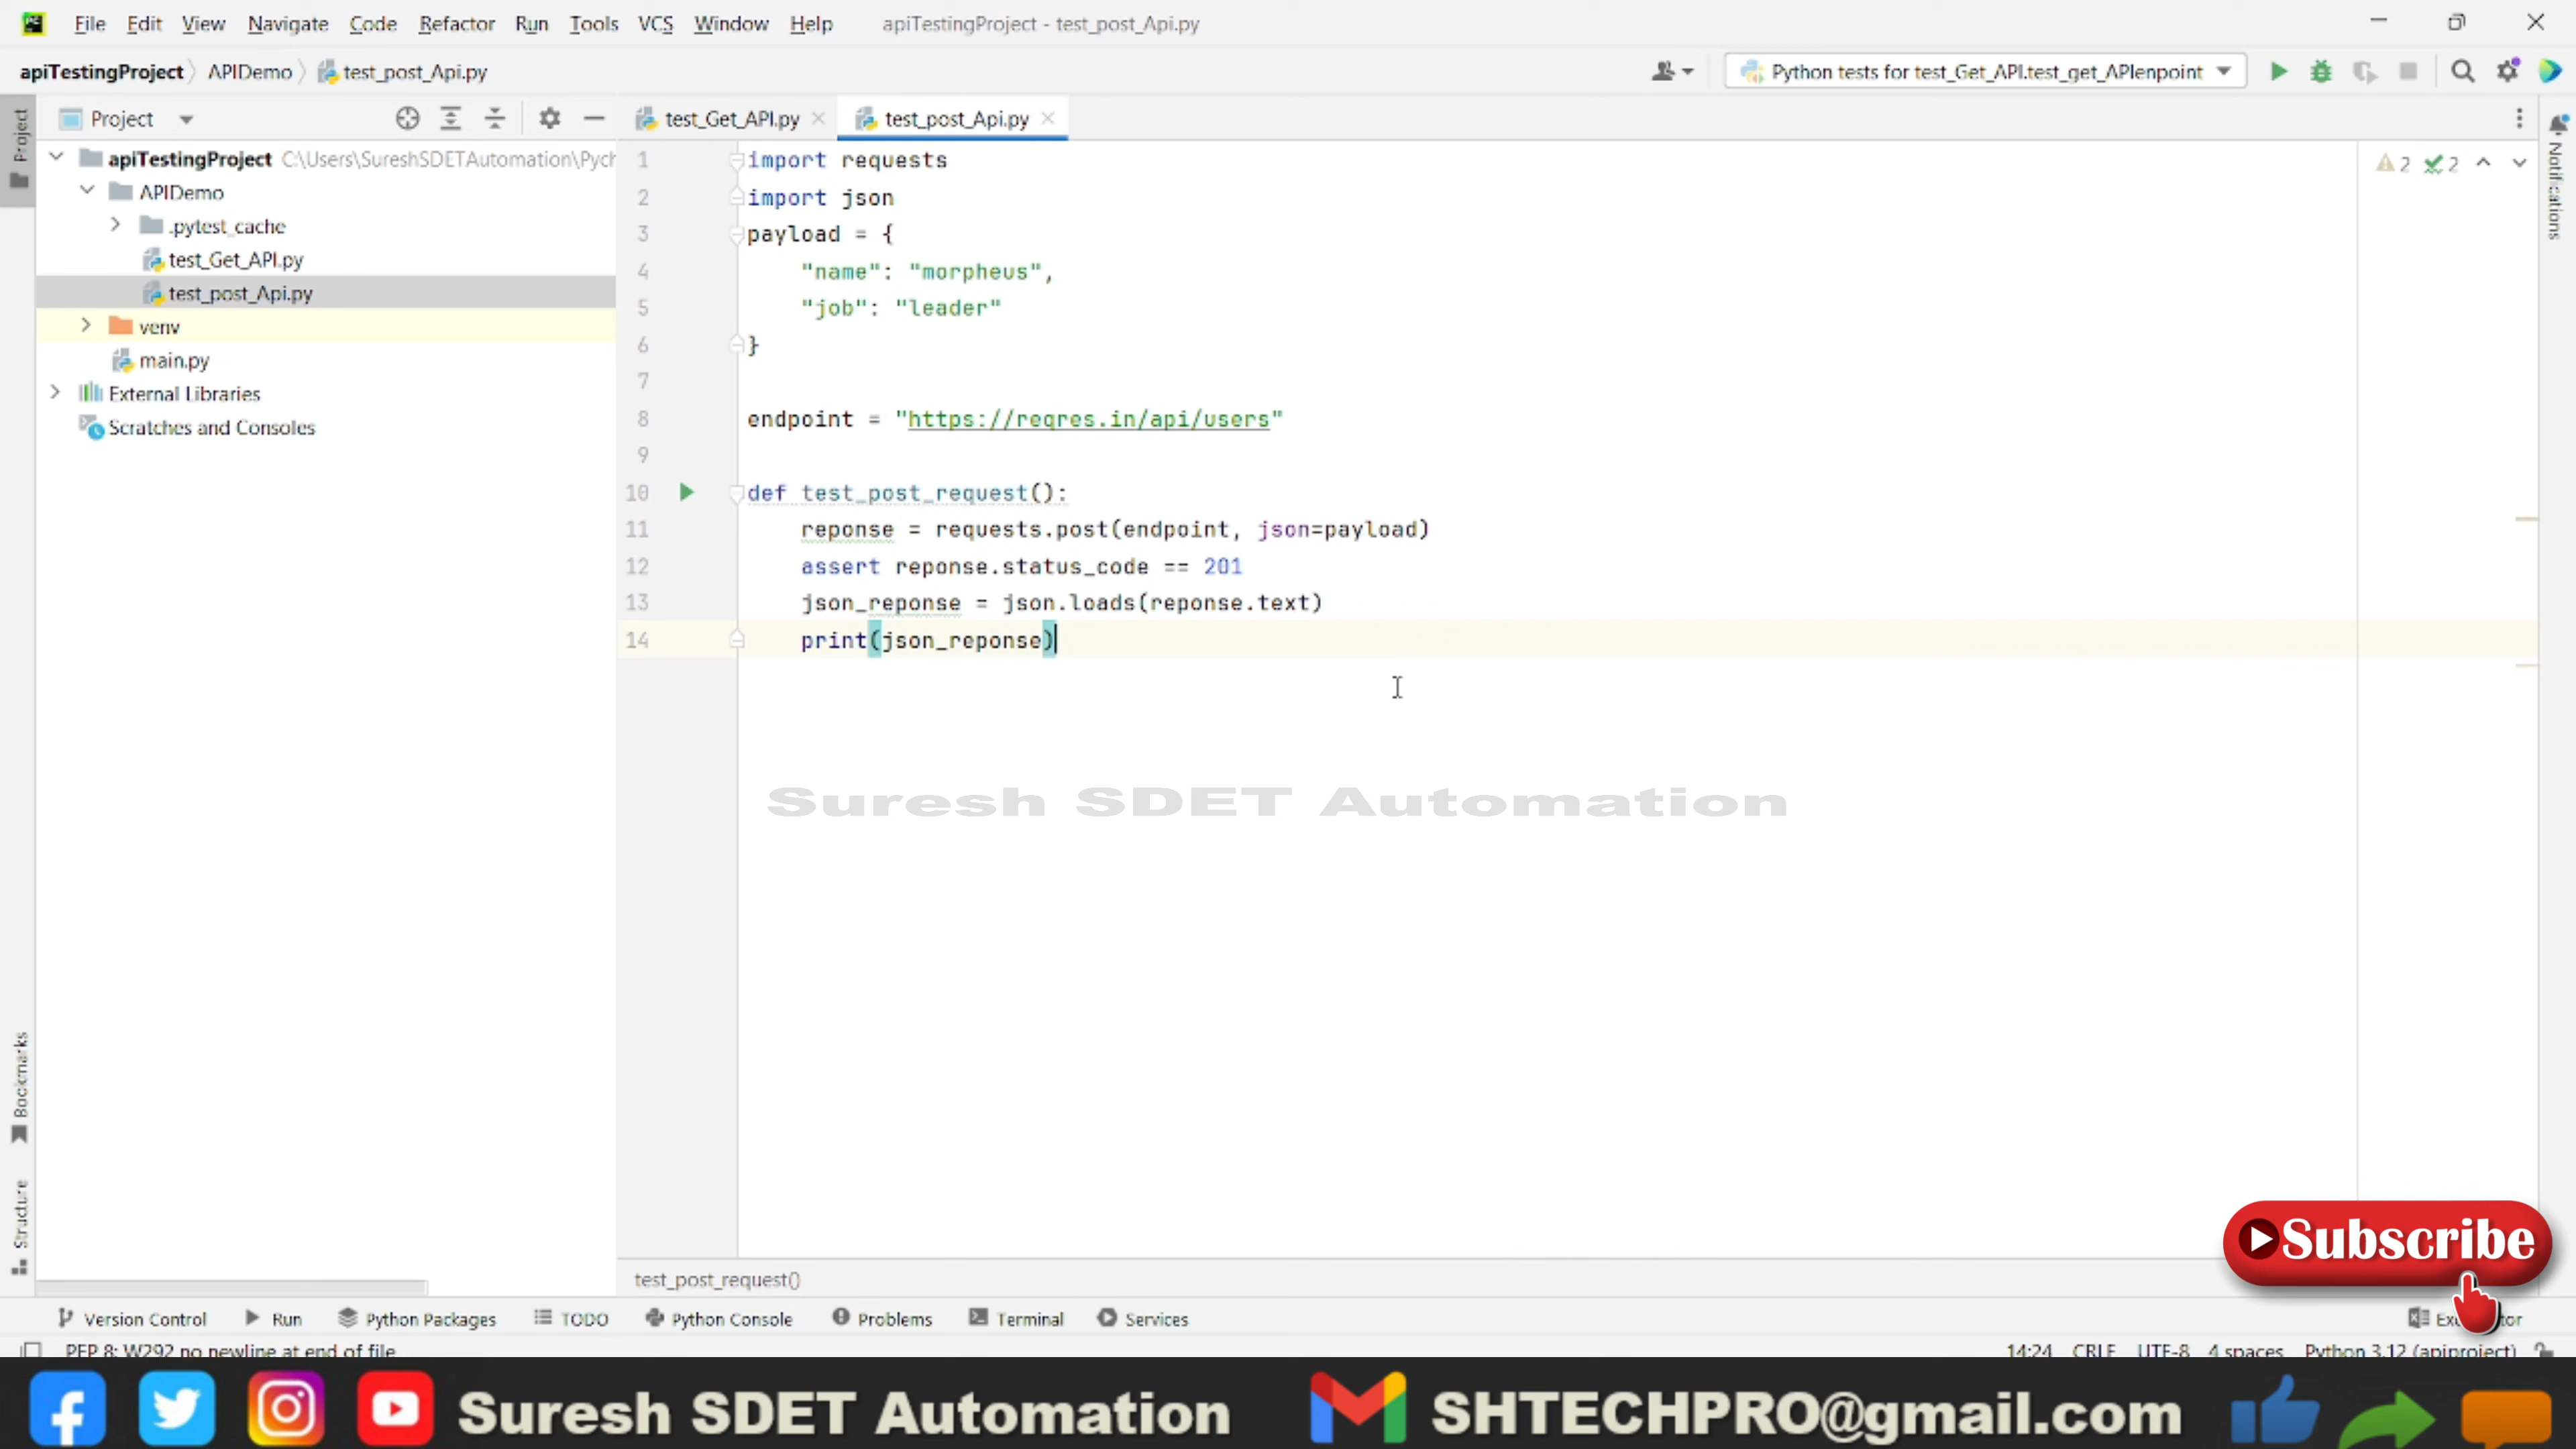 File Edit View Navigate Code Refactor Run Tools VCS Window Help apiTestingProject - test_post_Api.py
apiTestingProject APIDemo test_post_Api.py
Python tests for test_Get_API.test_get_APIenpoint
Project
Project
test_Get_API.py
test_post_Api.py
Notifications
apiTestingProject C:\Users\SureshSDETAutomation\Pych
APIDemo
.pytest_cache
test_Get_API.py
test_post_Api.py
venv
main.py
External Libraries
Scratches and Consoles
2 2
1 import requests
2 import json
3 payload = {
4 "name": "morpheus",
5 "job": "leader"
6 }
7
8 endpoint = "https://reqres.in/api/users"
9
10 def test_post_request():
11 reponse = requests.post(endpoint, json=payload)
12 assert reponse.status_code == 201
13 json_reponse = json.loads(reponse.text)
14 print(json_reponse)
Suresh SDET Automation
Bookmarks
Structure
Subscribe
test_post_request()
Version Control Run Python Packages TODO Python Console Problems Terminal Services
PEP 8: W292 no newline at end of file
14:24 CRLF UTF-8 4 spaces Python 3.12 (apiproject)
Suresh SDET Automation SHTECHPRO@gmail.com